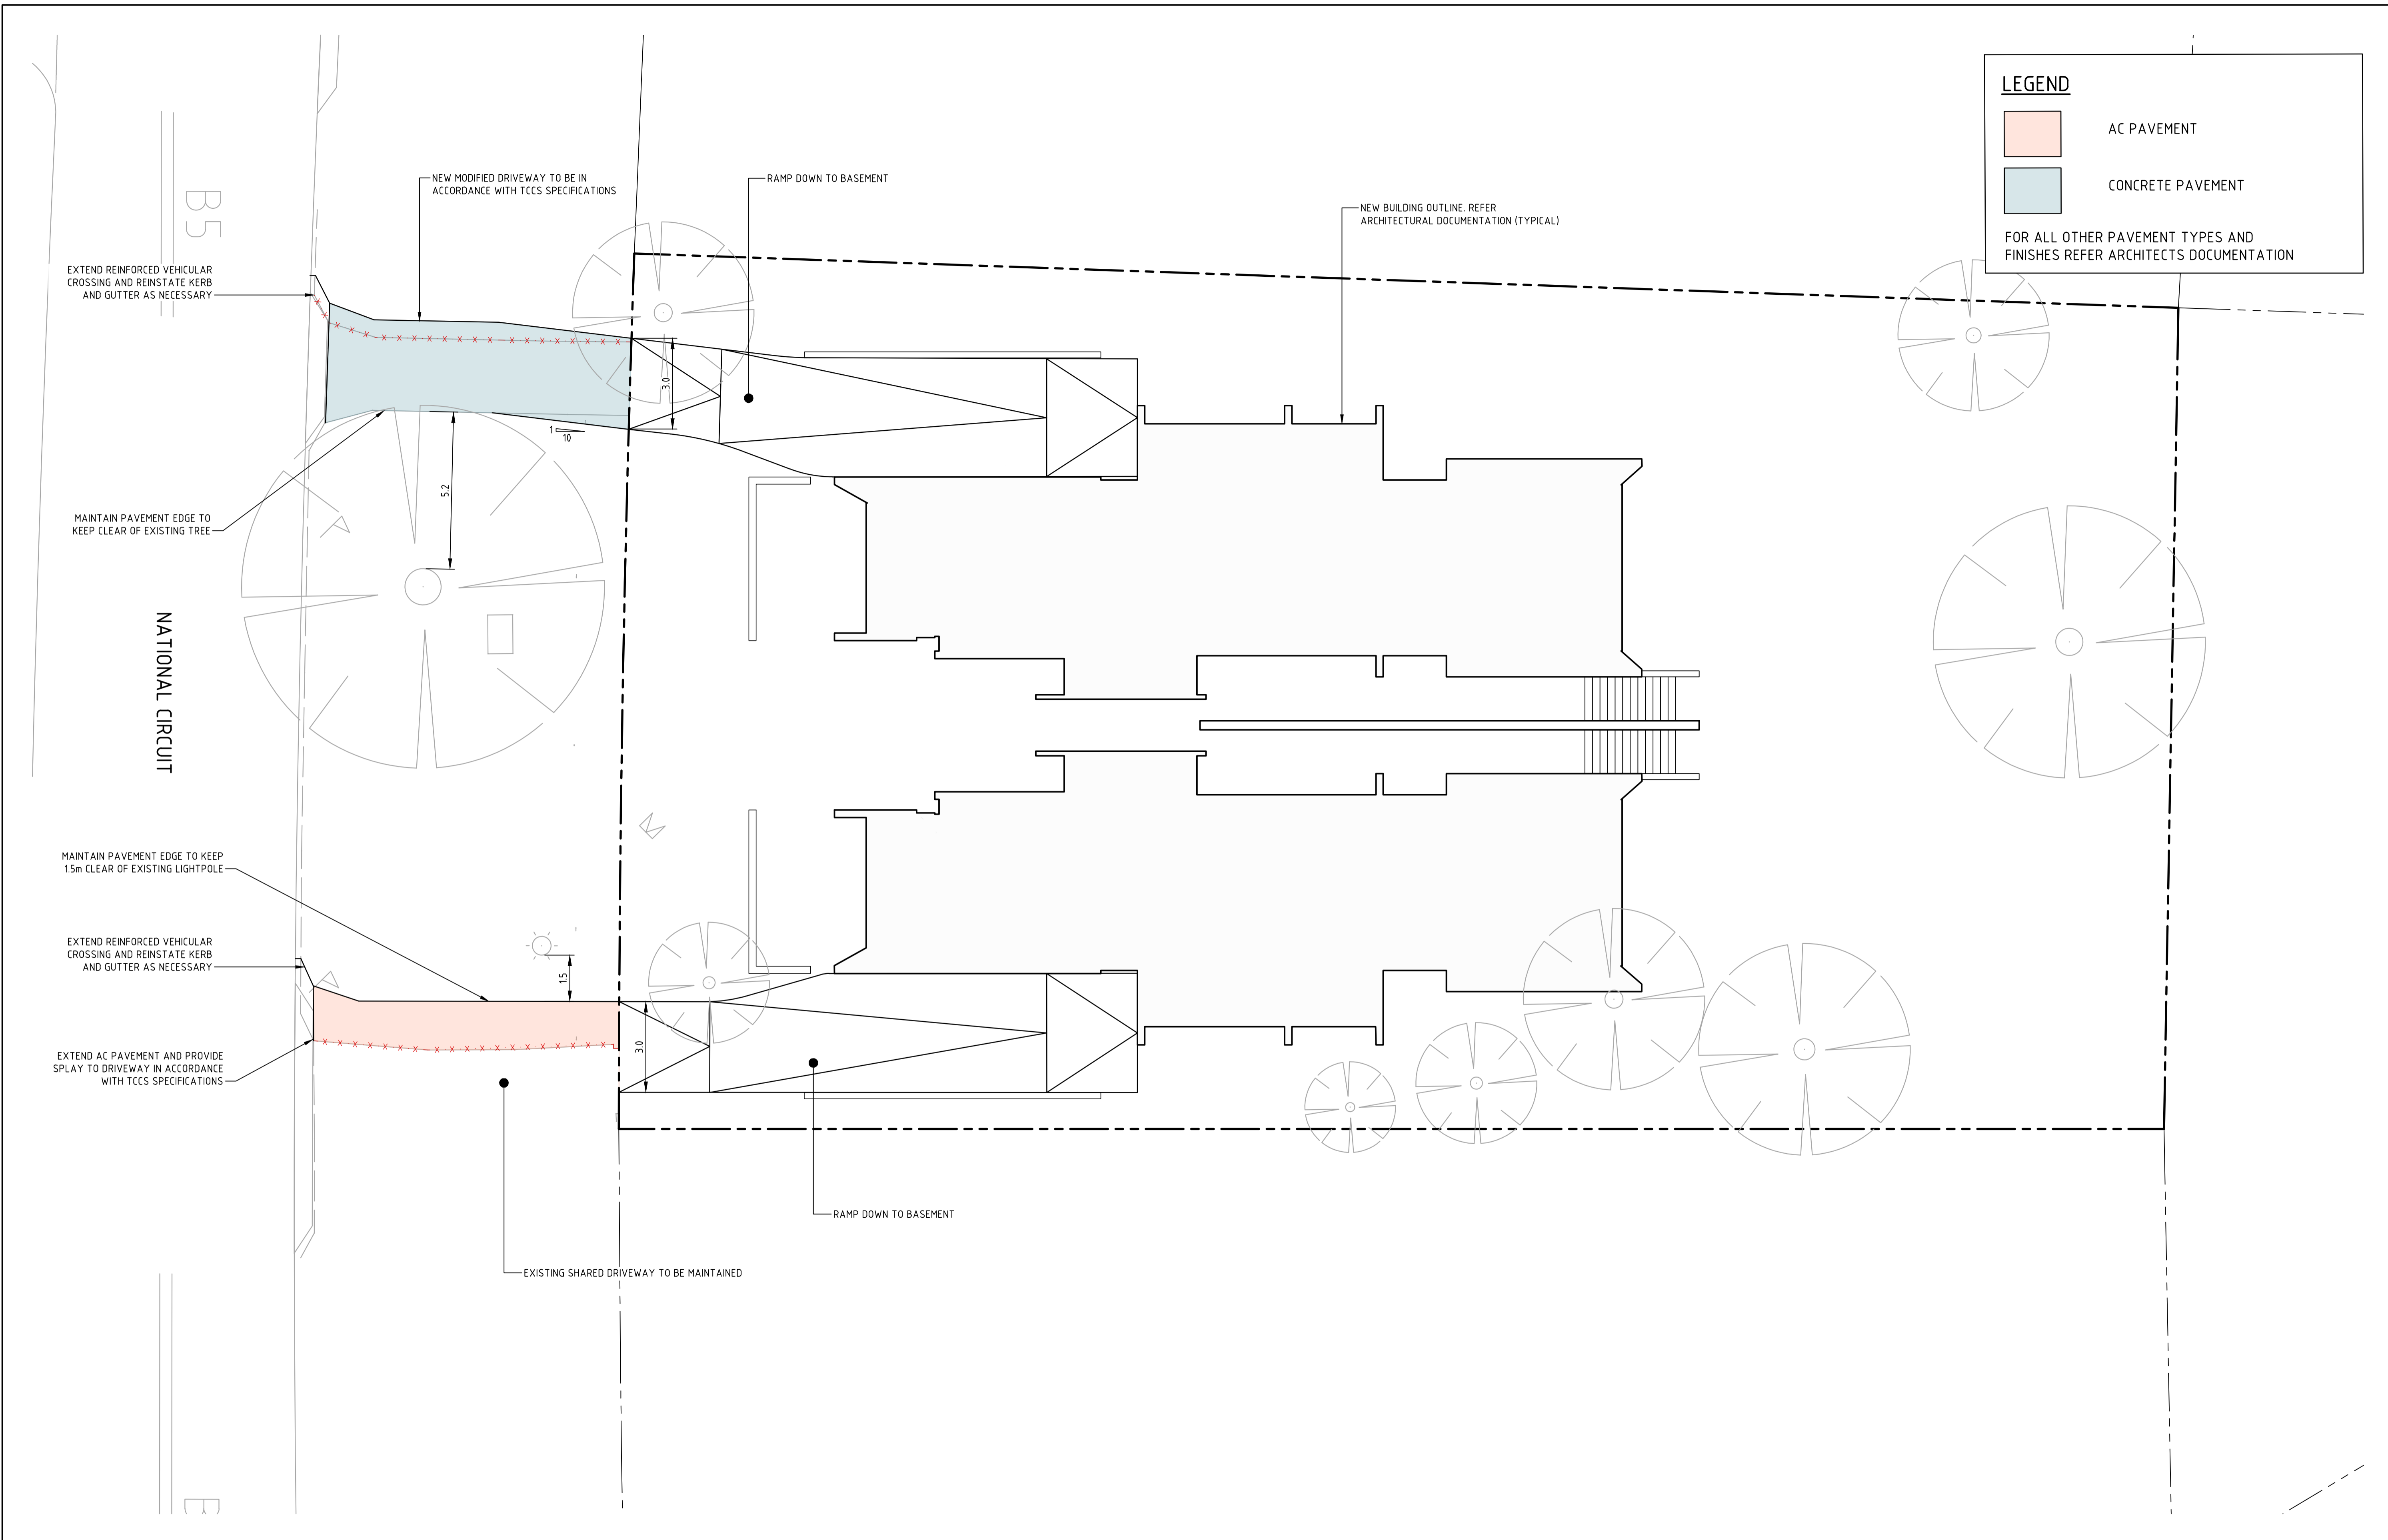 LEGEND
AC PAVEMENT
CONCRETE PAVEMENT
FOR ALL OTHER PAVEMENT TYPES AND
FINISHES REFER ARCHITECTS DOCUMENTATION
NEW MODIFIED DRIVEWAY TO BE IN
ACCORDANCE WITH TCCS SPECIFICATIONS
RAMP DOWN TO BASEMENT
NEW BUILDING OUTLINE. REFER
ARCHITECTURAL DOCUMENTATION (TYPICAL)
B5
EXTEND REINFORCED VEHICULAR
CROSSING AND REINSTATE KERB
AND GUTTER AS NECESSARY
3.0
1
10
5.2
MAINTAIN PAVEMENT EDGE TO
KEEP CLEAR OF EXISTING TREE
A
NATIONAL CIRCUIT
M
MAINTAIN PAVEMENT EDGE TO KEEP
1.5m CLEAR OF EXISTING LIGHTPOLE
EXTEND REINFORCED VEHICULAR
CROSSING AND REINSTATE KERB
AND GUTTER AS NECESSARY
A
1.5
3.0
EXTEND AC PAVEMENT AND PROVIDE
SPLAY TO DRIVEWAY IN ACCORDANCE
WITH TCCS SPECIFICATIONS
RAMP DOWN TO BASEMENT
EXISTING SHARED DRIVEWAY TO BE MAINTAINED